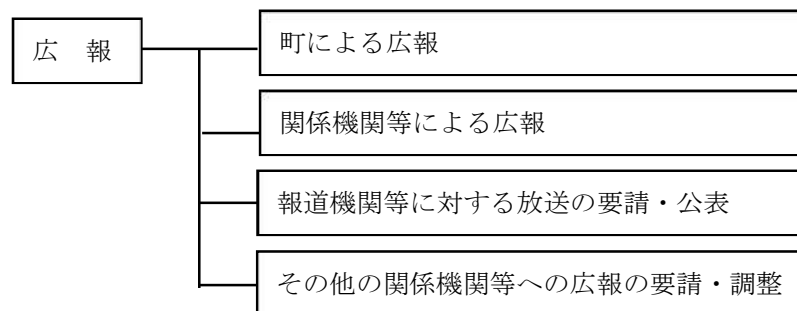 広　報
町による広報
関係機関等による広報
報道機関等に対する放送の要請・公表
その他の関係機関等への広報の要請・調整